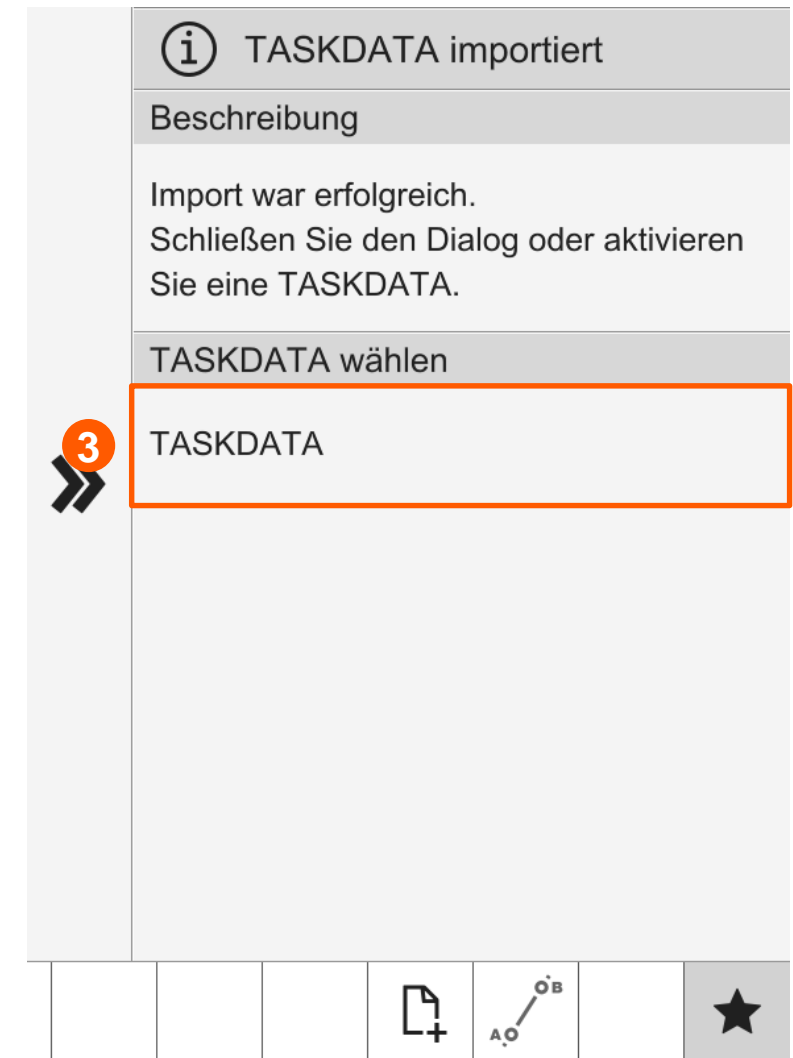 TASKDATA importiert
Beschreibung
Import war erfolgreich.
Schließen Sie den Dialog oder aktivieren
Sie eine TASKDATA.
TASKDATA wählen
3
TASKDATA
B
A